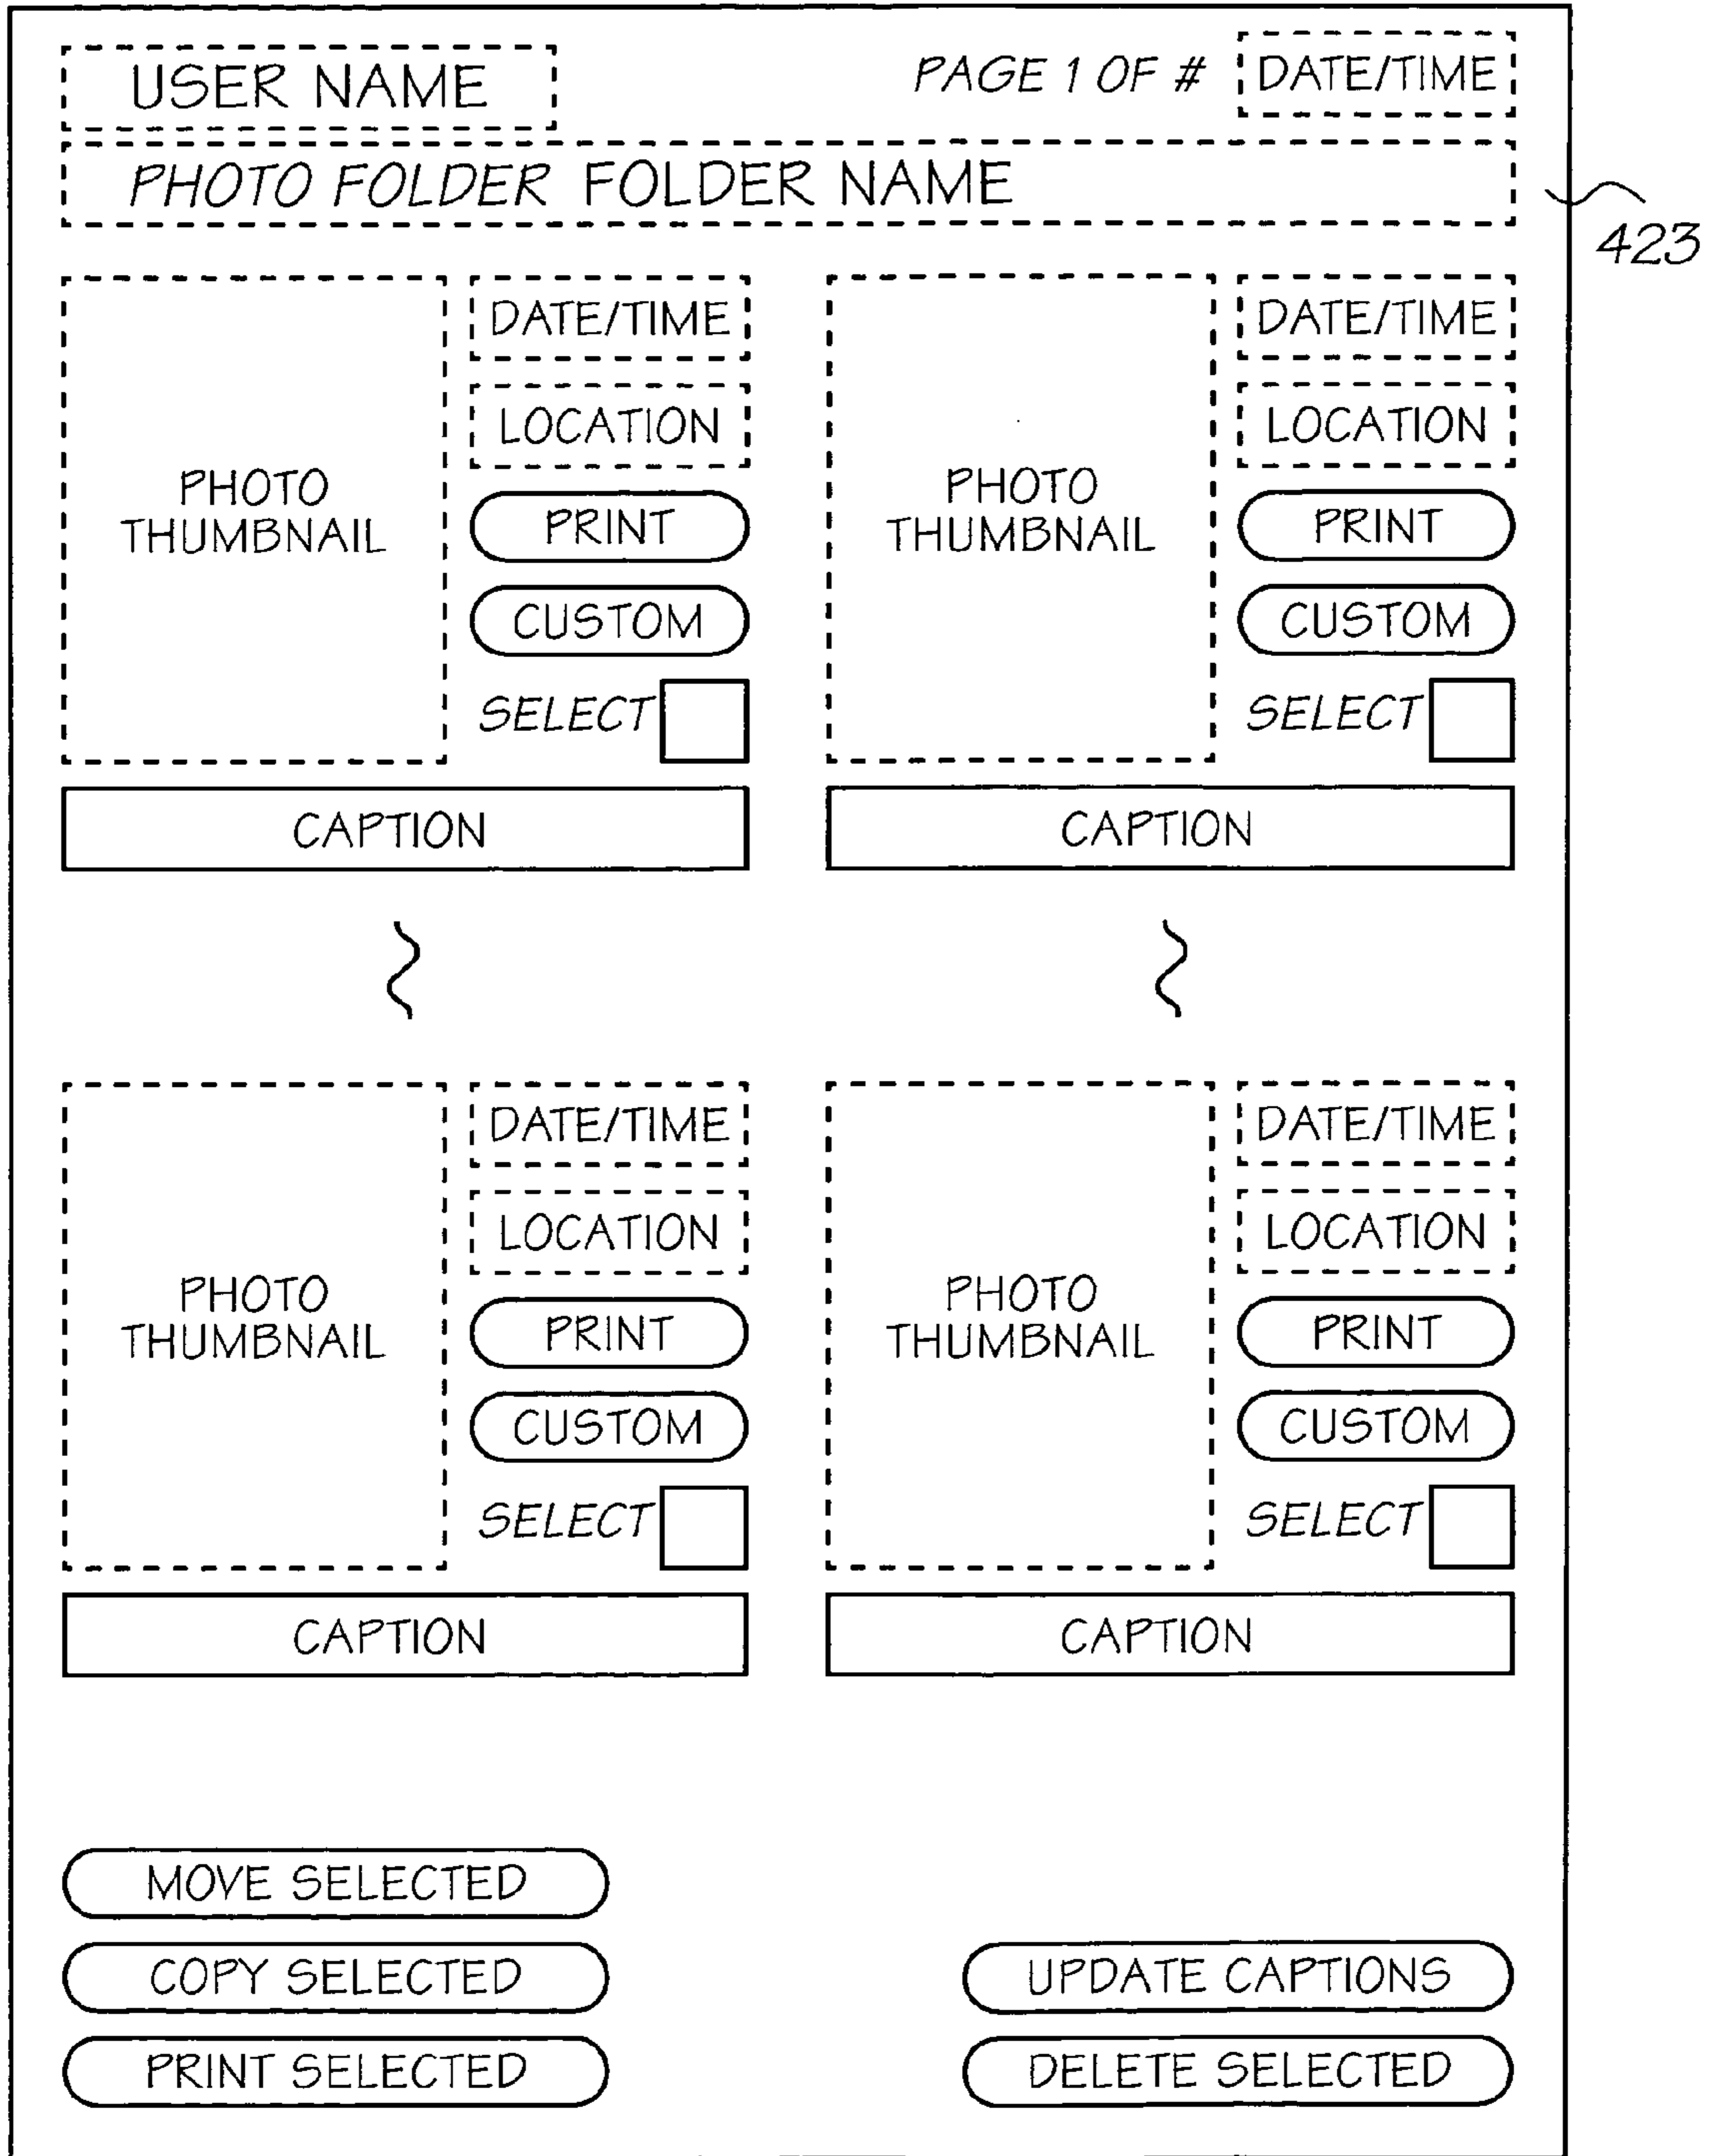 USER NAME
PAGE 1 OF # DATE/TIME
PHOTO FOLDER FOLDER NAME
423
PHOTO
THUMBNAIL
DATE/TIME
LOCATION
PRINT
CUSTOM
SELECT
CAPTION
PHOTO
THUMBNAIL
DATE/TIME
LOCATION
PRINT
CUSTOM
SELECT
CAPTION
PHOTO
THUMBNAIL
DATE/TIME
LOCATION
PRINT
CUSTOM
SELECT
CAPTION
PHOTO
THUMBNAIL
DATE/TIME
LOCATION
PRINT
CUSTOM
SELECT
CAPTION
MOVE SELECTED
COPY SELECTED
PRINT SELECTED
UPDATE CAPTIONS
DELETE SELECTED